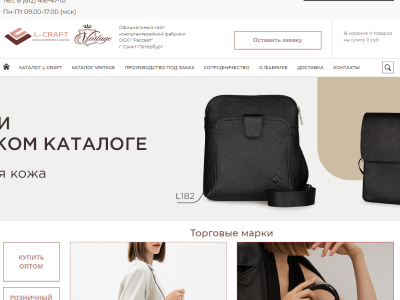 Тел. 8 (812) 416-47-10
Пн-Пт 09.00-17.00 (мск)
L-CRAFT
Vintage
Официальный сайт
кожгалантерейной фабрики
ООО "Рассвет"
г. Санкт-Петербург
Оставить заявку
В корзине 0 товаров
на сумму 0 руб.
КАТАЛОГ L-CRAFT КАТАЛОГ VINTAGE ПРОИЗВОДСТВО ПОД ЗАКАЗ СОТРУДНИЧЕСТВО О ФАБРИКЕ ДОСТАВКА КОНТАКТЫ
И
КОМ КАТАЛОГЕ
я кожа
L182
Торговые марки
КУПИТЬ
ОПТОМ
РОЗНИЧНЫЙ